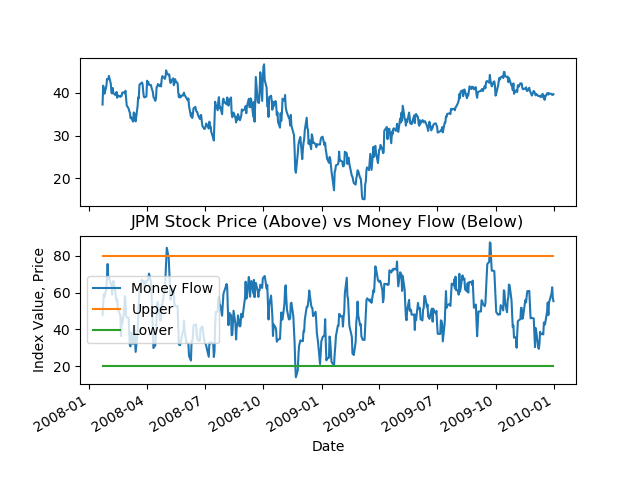 40
30
20
JPM Stock Price (Above) vs Money Flow (Below)
80
60
40
20
Index Value, Price
Money Flow
Upper
Lower
2008-01
2008-04
2008-07
2008-10
2009-01
2009-04
2009-07
2009-10
2010-01
Date